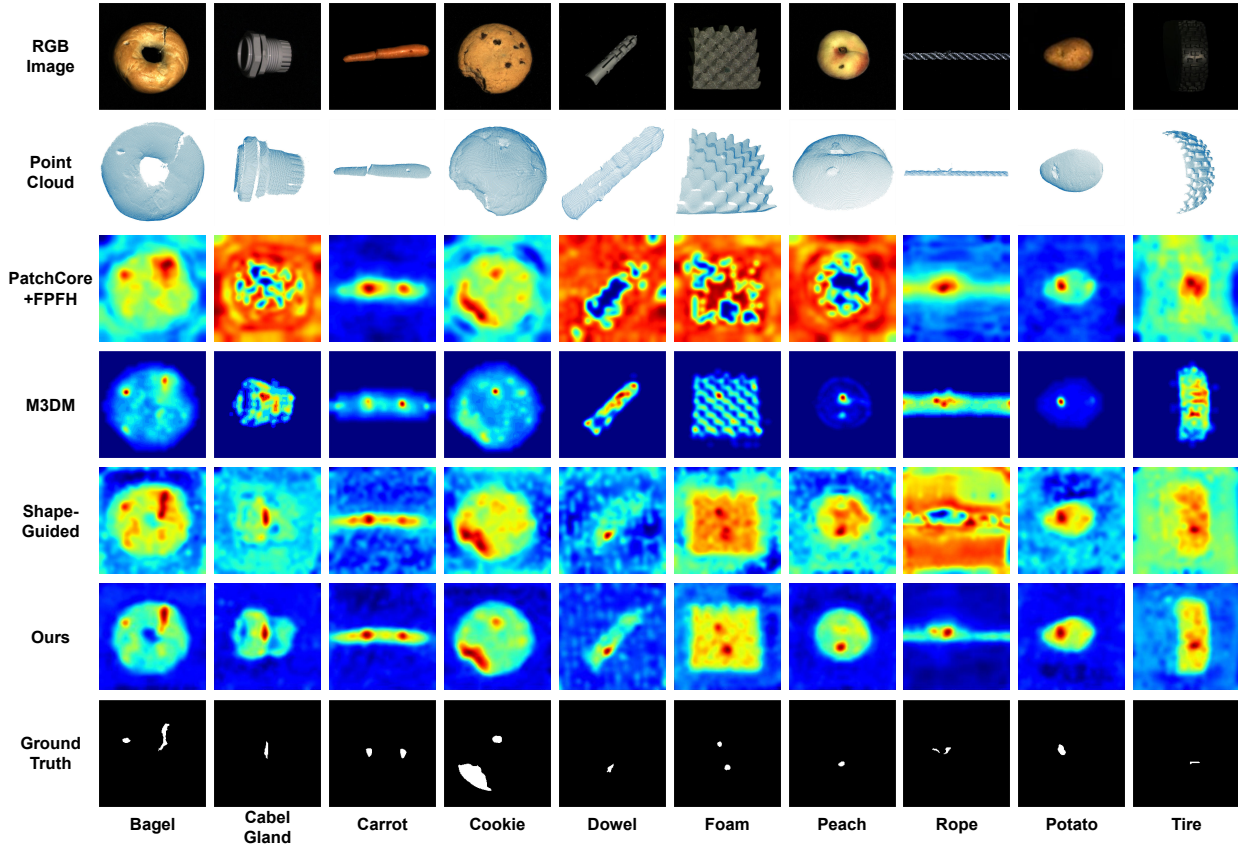 RGB
Image
Point
Cloud
PatchCore
+FPFH
M3DM
Shape-
Guided
Ours
Ground
Truth
Bagel
Cabel
Gland
Carrot
Cookie
Dowel
Foam
Peach
Rope
Potato
Tire